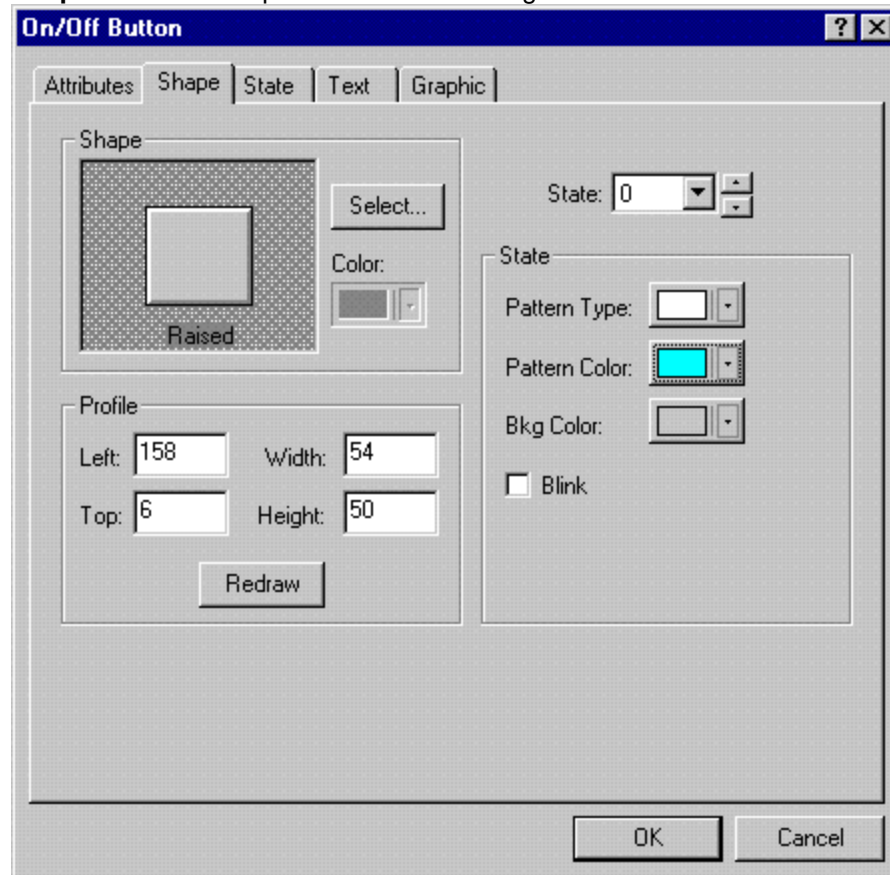 On/Off Button
Attributes Shape State Text Graphic
Shape
Select...
Color:
Raised
State: 0
State
Pattern Type:
Pattern Color:
Bkg Color:
Blink
Profile
Left: 158 Width: 54
Top: 6 Height: 50
Redraw
OK Cancel